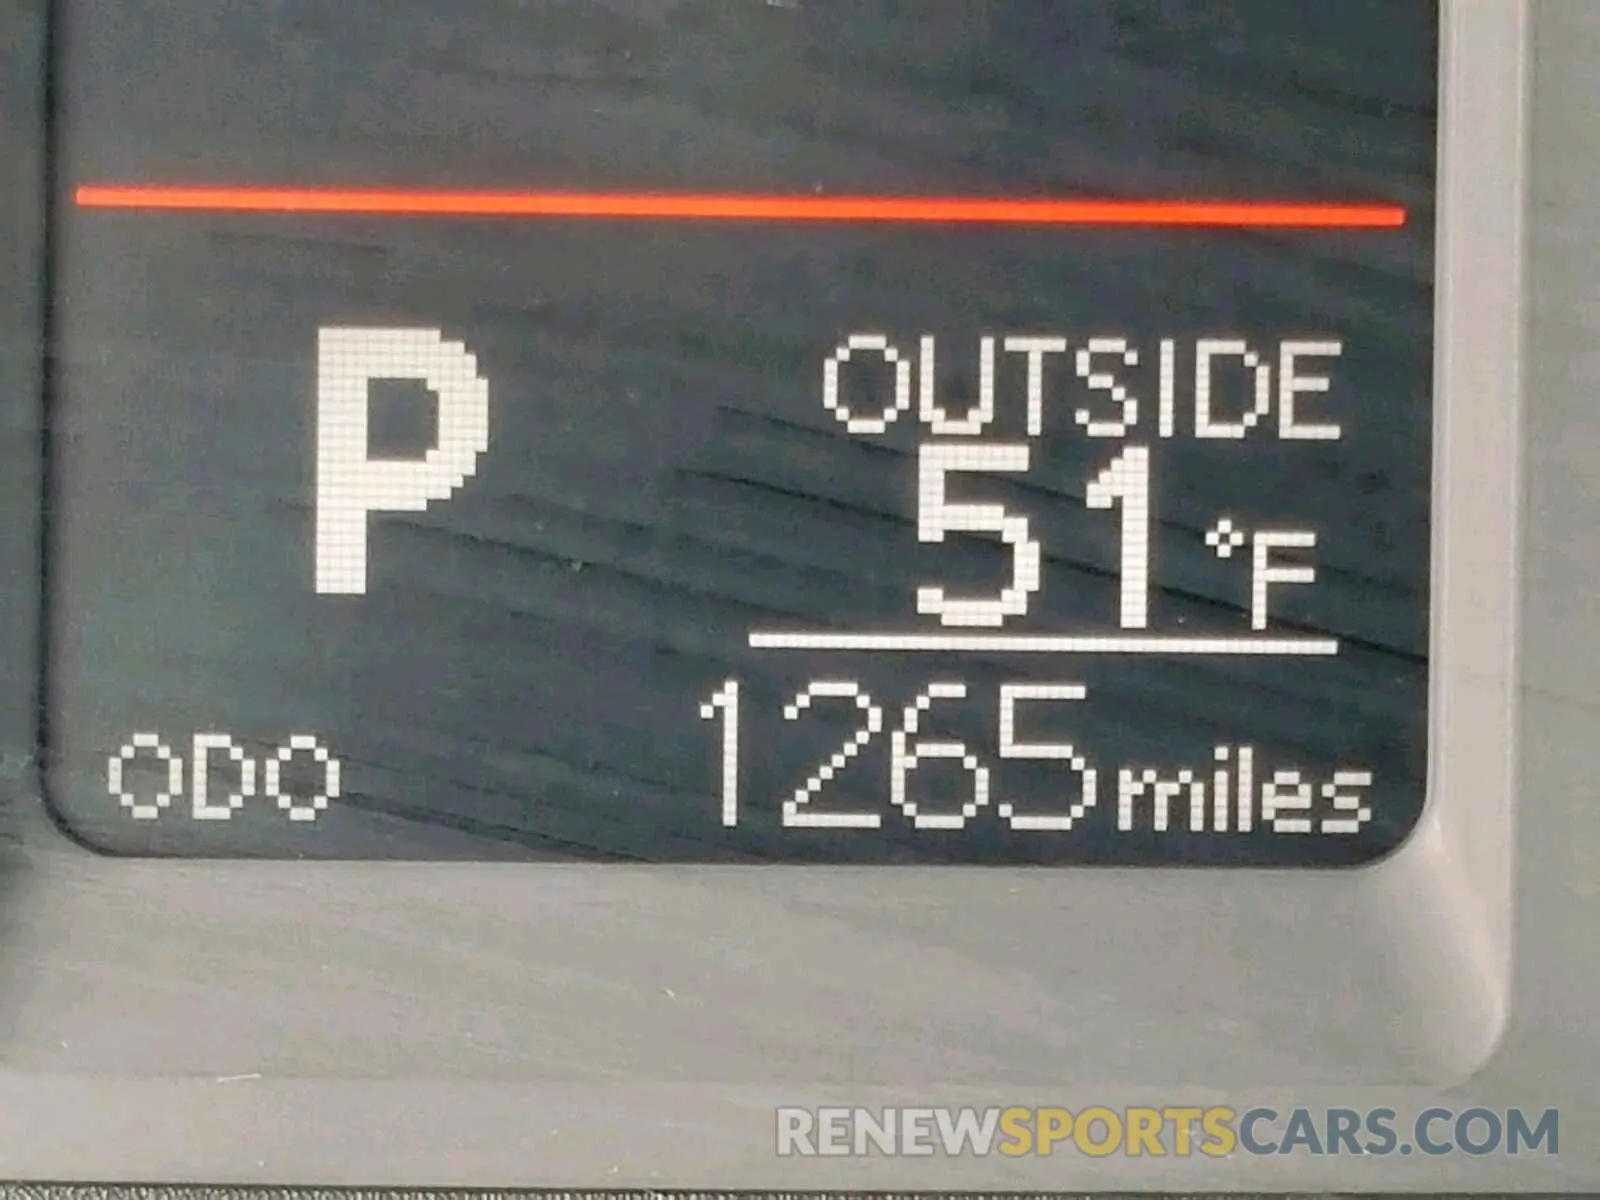 P
OUTSIDE
51 °F
ODO 1265 miles
RENEWSPORTSCARS.COM